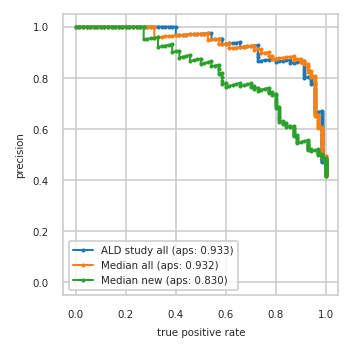 1.0
0.8
0.6
0.4
0.2
0.0
precision
ALD study all (aps: 0.933)
Median all (aps: 0.932)
Median new (aps: 0.830)
0.0 0.2 0.4 0.6 0.8 1.0
true positive rate